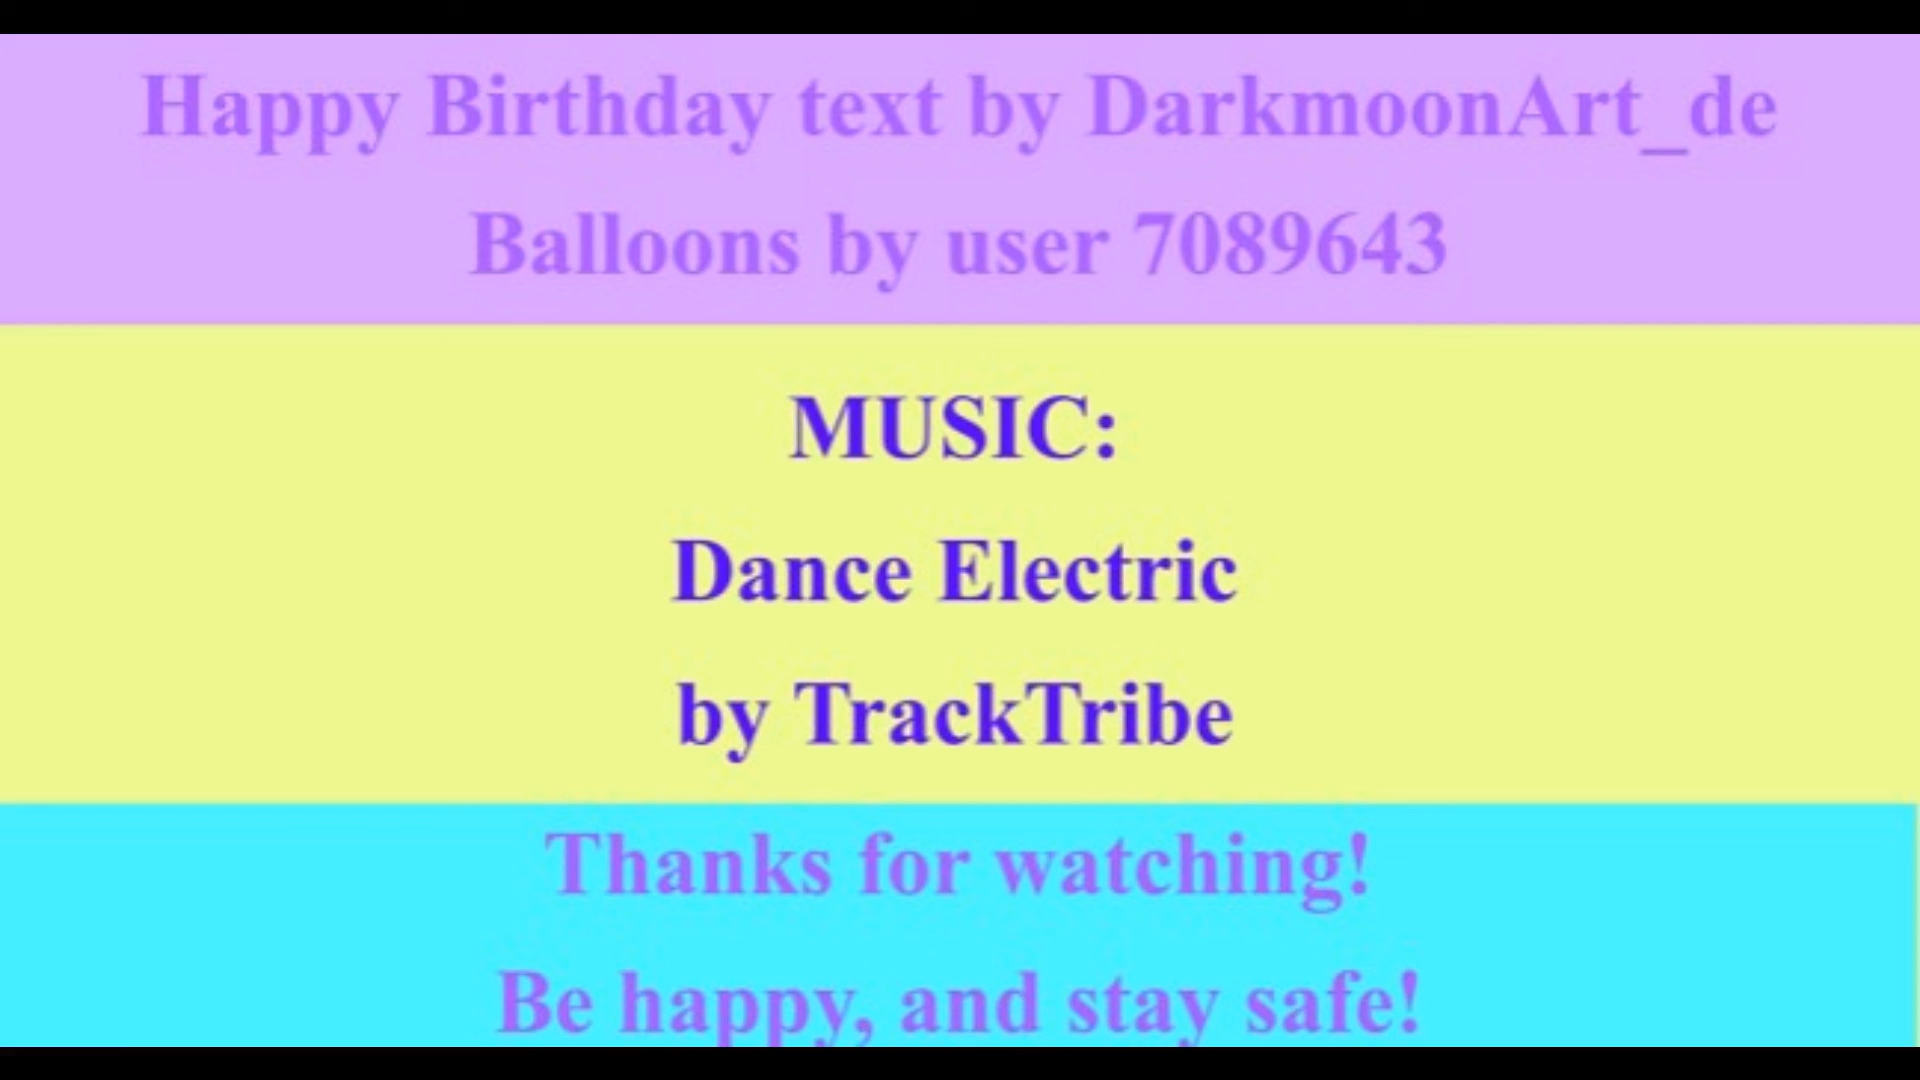 Happy Birthday text by DarkmoonArt_de
Balloons by user 7089643
MUSIC:
Dance Electric
by TrackTribe
Thanks for watching!
Be happy, and stay safe!